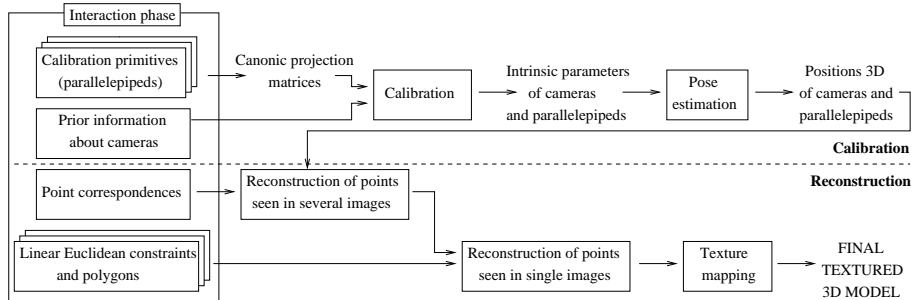 Interaction phase
Calibration primitives
(parallelepipeds)
Canonic projection
matrices
Calibration
Intrinsic parameters
of cameras
and parallelepipeds
Pose
estimation
Positions 3D
of cameras and
parallelepipeds
Prior information
about cameras
Calibration
Reconstruction
Point correspondences
Reconstruction of points
seen in several images
Linear Euclidean constraints
and polygons
Reconstruction of points
seen in single images
Texture
mapping
FINAL
TEXTURED
3D MODEL